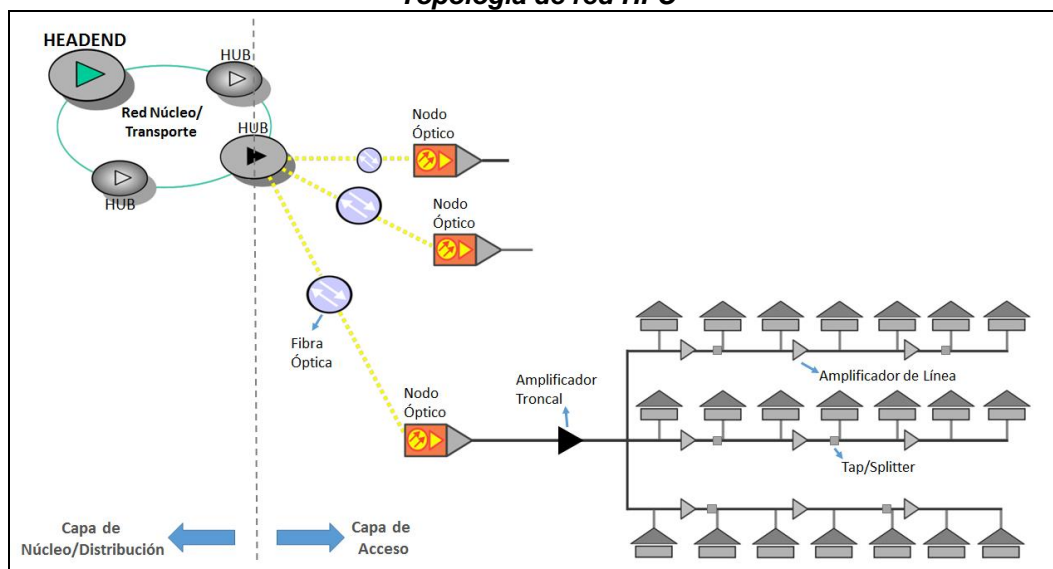 Topología de red HFC
HEADEND
HUB
Red Núcleo/
Transporte
HUB
HUB
Nodo
Óptico
Nodo
Óptico
Fibra
Óptica
Nodo
Óptico
Amplificador
Troncal
Amplificador de Línea
Tap/Splitter
Capa de
Núcleo/Distribución
Capa de
Acceso